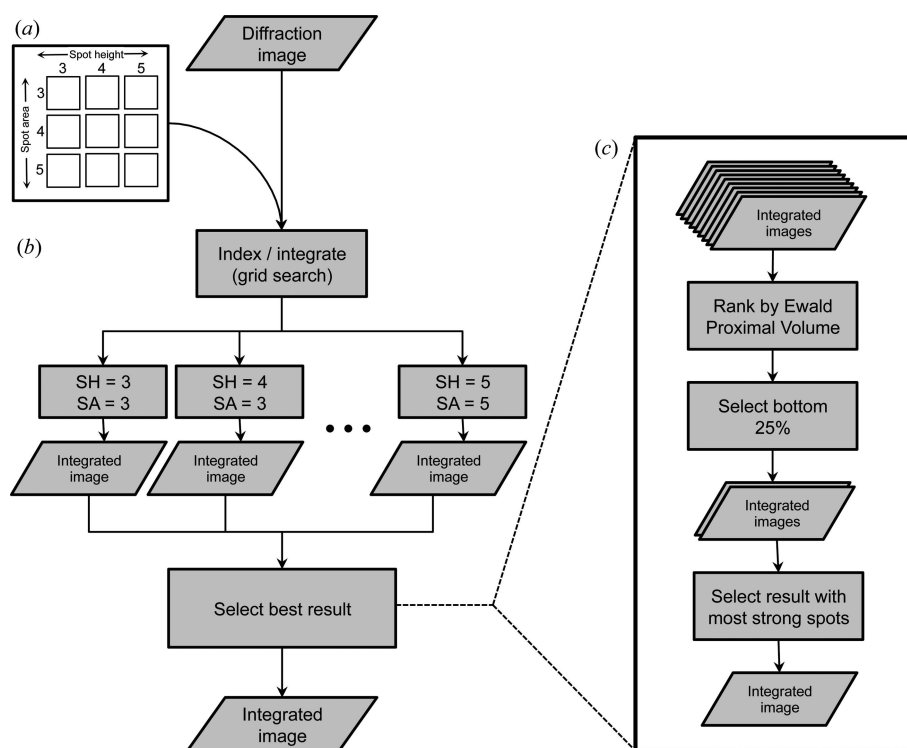 (a)
Spot height
3 4 5
Spot area
3
4
5
Diffraction
image
(b)
Index / integrate
(grid search)
SH = 3
SA = 3
SH = 4
SA = 3
SH = 5
SA = 5
Integrated
image
Integrated
image
• • •
Integrated
image
Select best result
Integrated
image
(c)
Integrated
images
Rank by Ewald
Proximal Volume
Select bottom
25%
Integrated
images
Select result with
most strong spots
Integrated
image